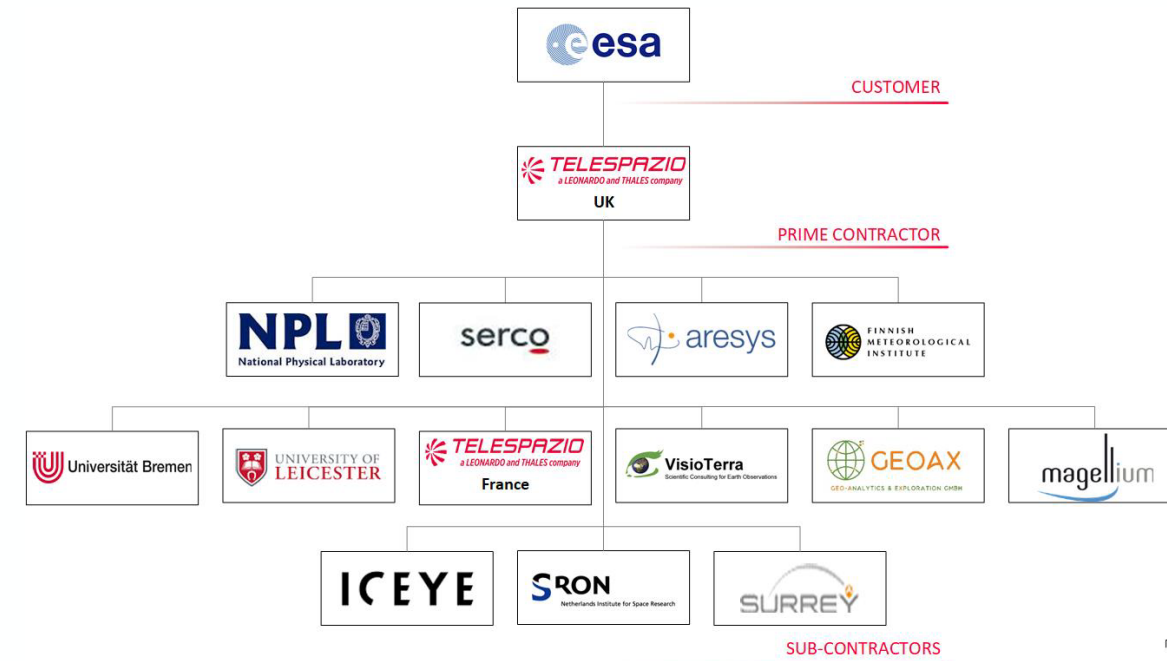 esa
CUSTOMER
TELESPAZIO
a LEONARDO and THALES company
UK
PRIME CONTRACTOR
NPL
National Physical Laboratory
serco
aresys
FINNISH
METEOROLOGICAL
INSTITUTE
Universität Bremen
UNIVERSITY OF
LEICESTER
TELESPAZIO
a LEONARDO and THALES company
France
VisioTerra
Scientific Consulting for Earth Observations
GEOAX
GEO-ANALYTICS & EXPLORATION GMBH
magellium
ICEYE
SRON
Netherlands Institute for Space Research
SURREY
SUB-CONTRACTORS